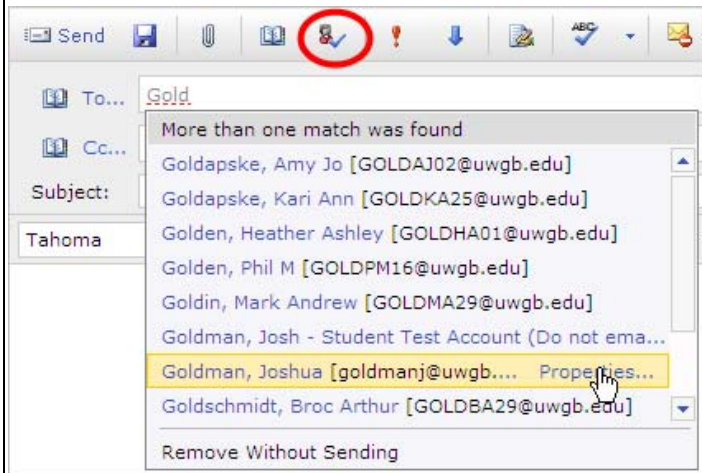 Send ABC
To... Gold
More than one match was found
Cc...
Goldapske, Amy Jo [GOLDAJ02@uwgb.edu]
Goldapske, Kari Ann [GOLDKA25@uwgb.edu]
Subject:
Golden, Heather Ashley [GOLDHA01@uwgb.edu]
Tahoma
Golden, Phil M [GOLDPM16@uwgb.edu]
Goldin, Mark Andrew [GOLDMA29@uwgb.edu]
Goldman, Josh - Student Test Account (Do not ema...
Goldman, Joshua [goldmanj@uwgb.... Properties...
Goldschmidt, Broc Arthur [GOLDBA29@uwgb.edu]
Remove Without Sending